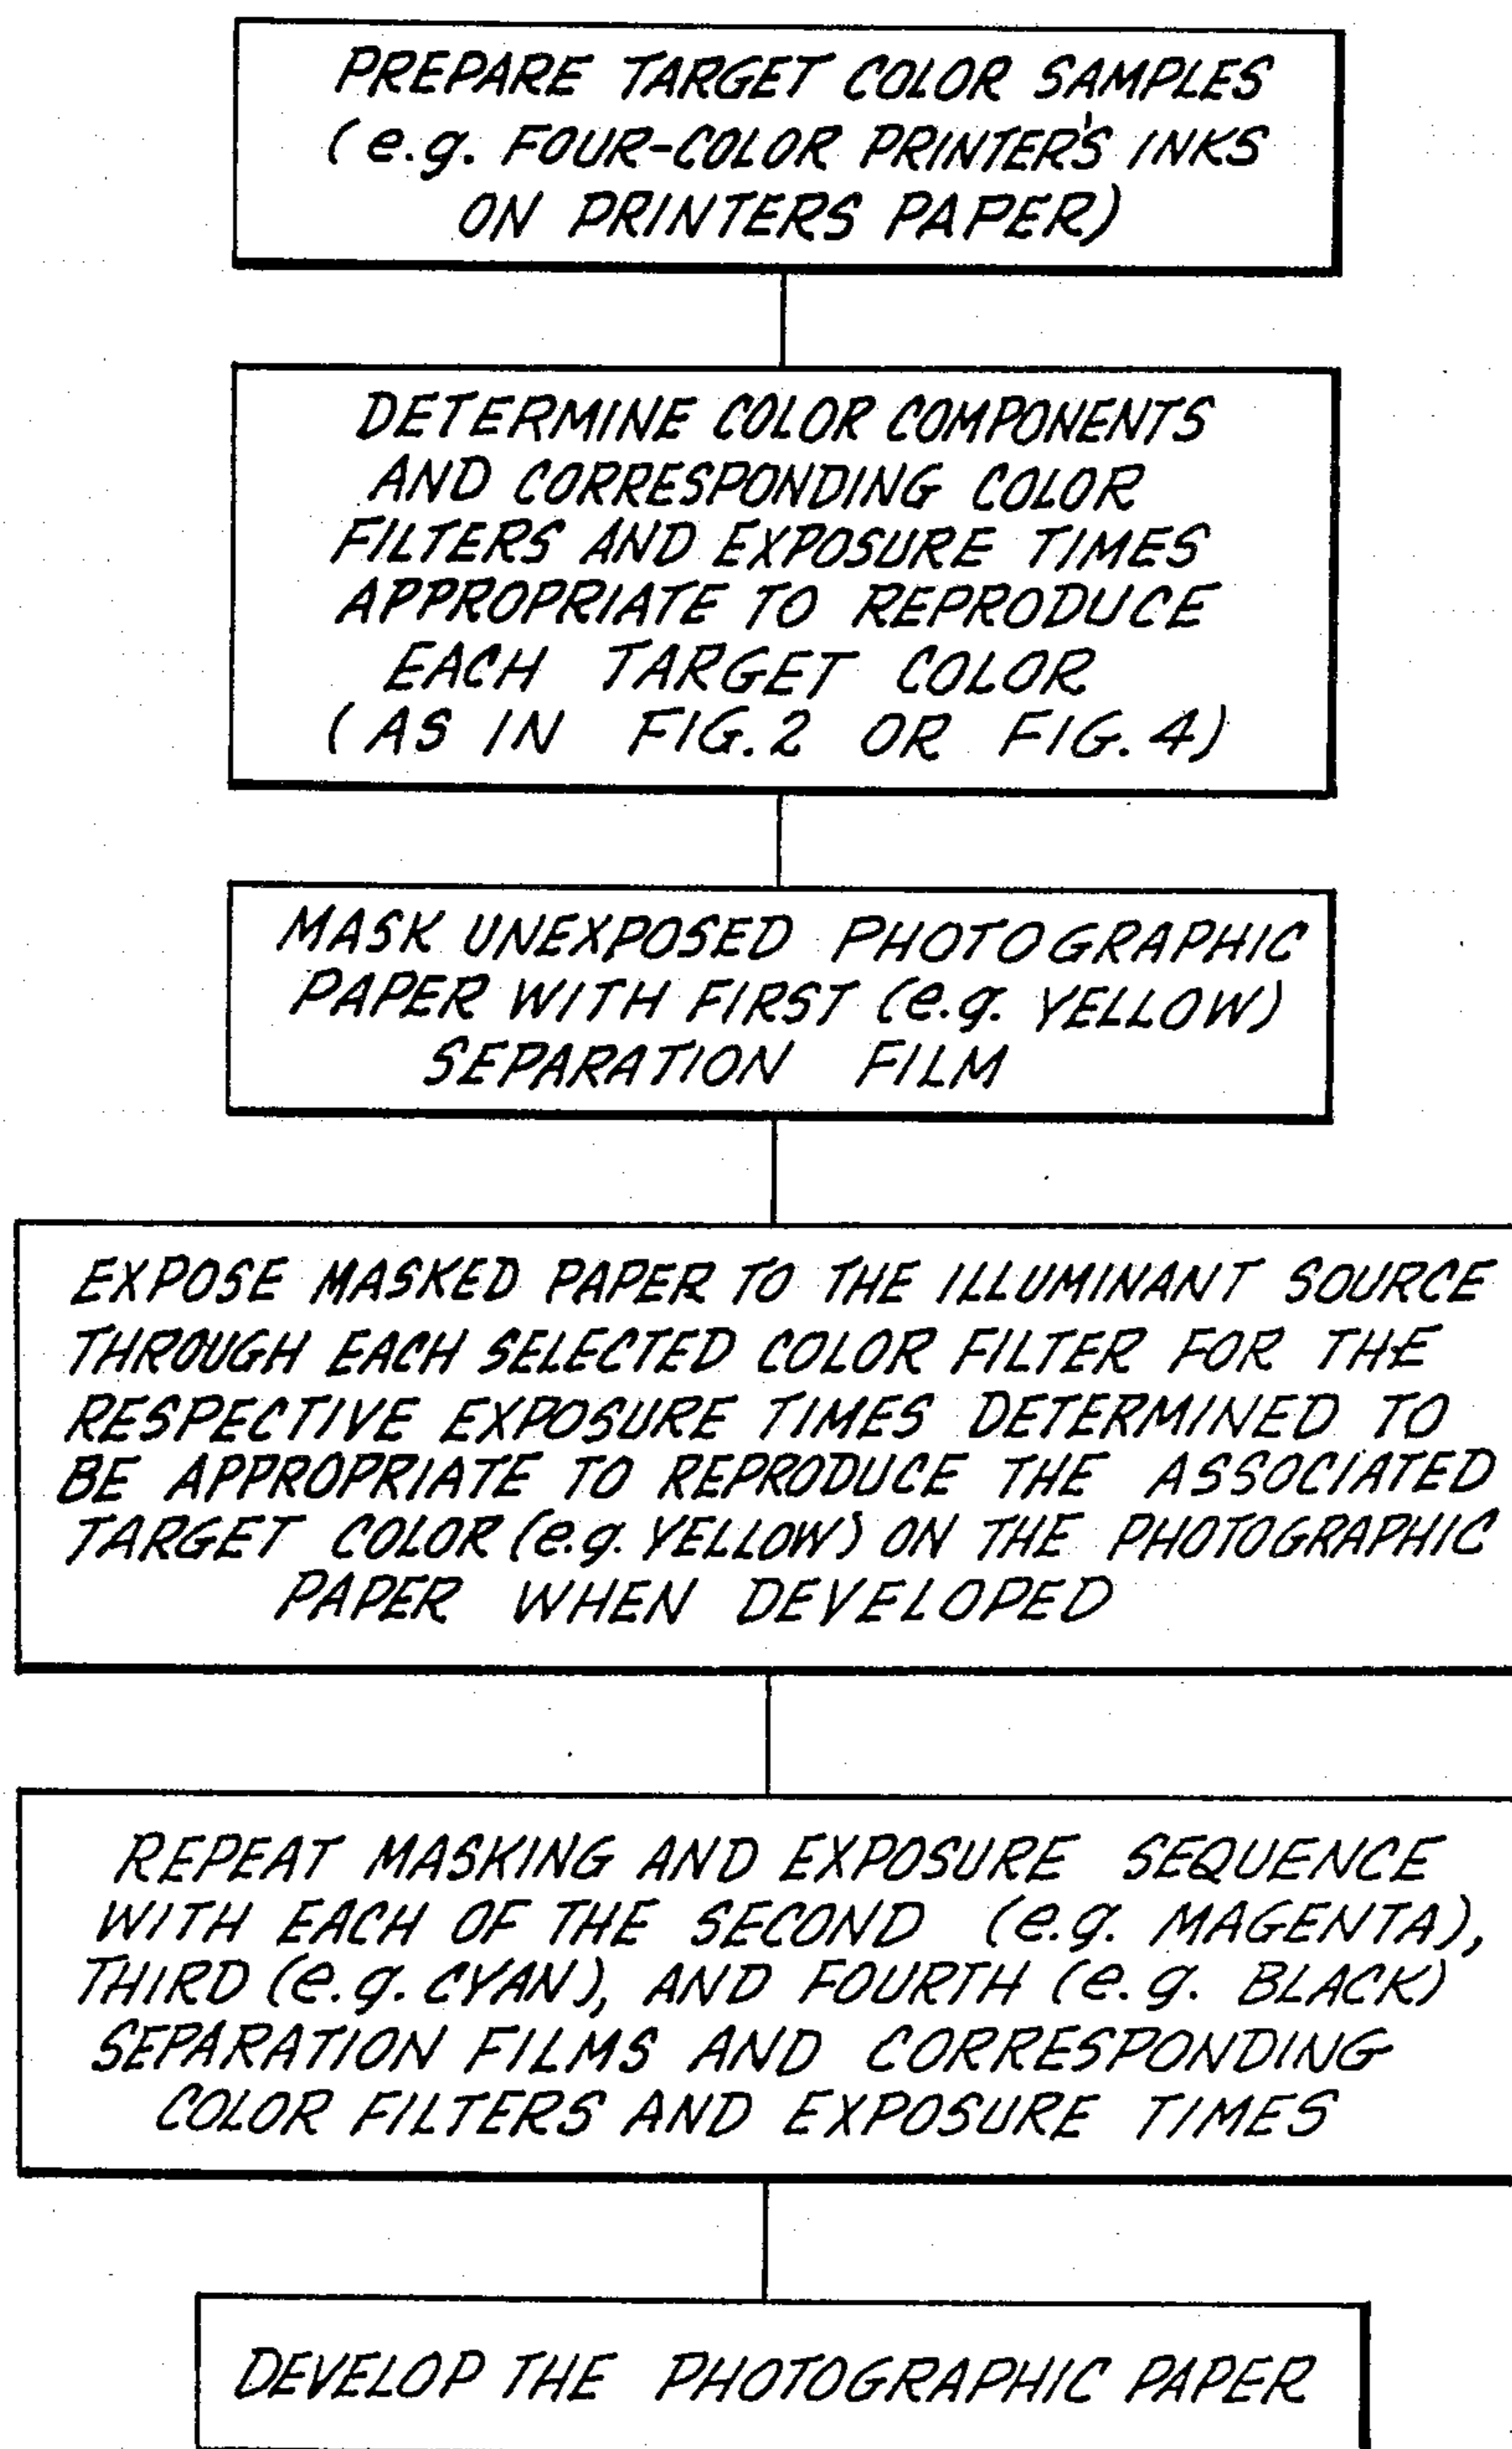 PREPARE TARGET COLOR SAMPLES
(e.g. FOUR-COLOR PRINTER'S INKS
ON PRINTERS PAPER)
DETERMINE COLOR COMPONENTS
AND CORRESPONDING COLOR
FILTERS AND EXPOSURE TIMES
APPROPRIATE TO REPRODUCE
EACH TARGET COLOR
(AS IN FIG. 2 OR FIG. 4)
MASK UNEXPOSED PHOTOGRAPHIC
PAPER WITH FIRST (e.g. YELLOW)
SEPARATION FILM
EXPOSE MASKED PAPER TO THE ILLUMINANT SOURCE
THROUGH EACH SELECTED COLOR FILTER FOR THE
RESPECTIVE EXPOSURE TIMES DETERMINED TO
BE APPROPRIATE TO REPRODUCE THE ASSOCIATED
TARGET COLOR (e.g. YELLOW) ON THE PHOTOGRAPHIC
PAPER WHEN DEVELOPED
REPEAT MASKING AND EXPOSURE SEQUENCE
WITH EACH OF THE SECOND (e.g. MAGENTA),
THIRD (e.g. CYAN), AND FOURTH (e.g. BLACK)
SEPARATION FILMS AND CORRESPONDING
COLOR FILTERS AND EXPOSURE TIMES
DEVELOP THE PHOTOGRAPHIC PAPER